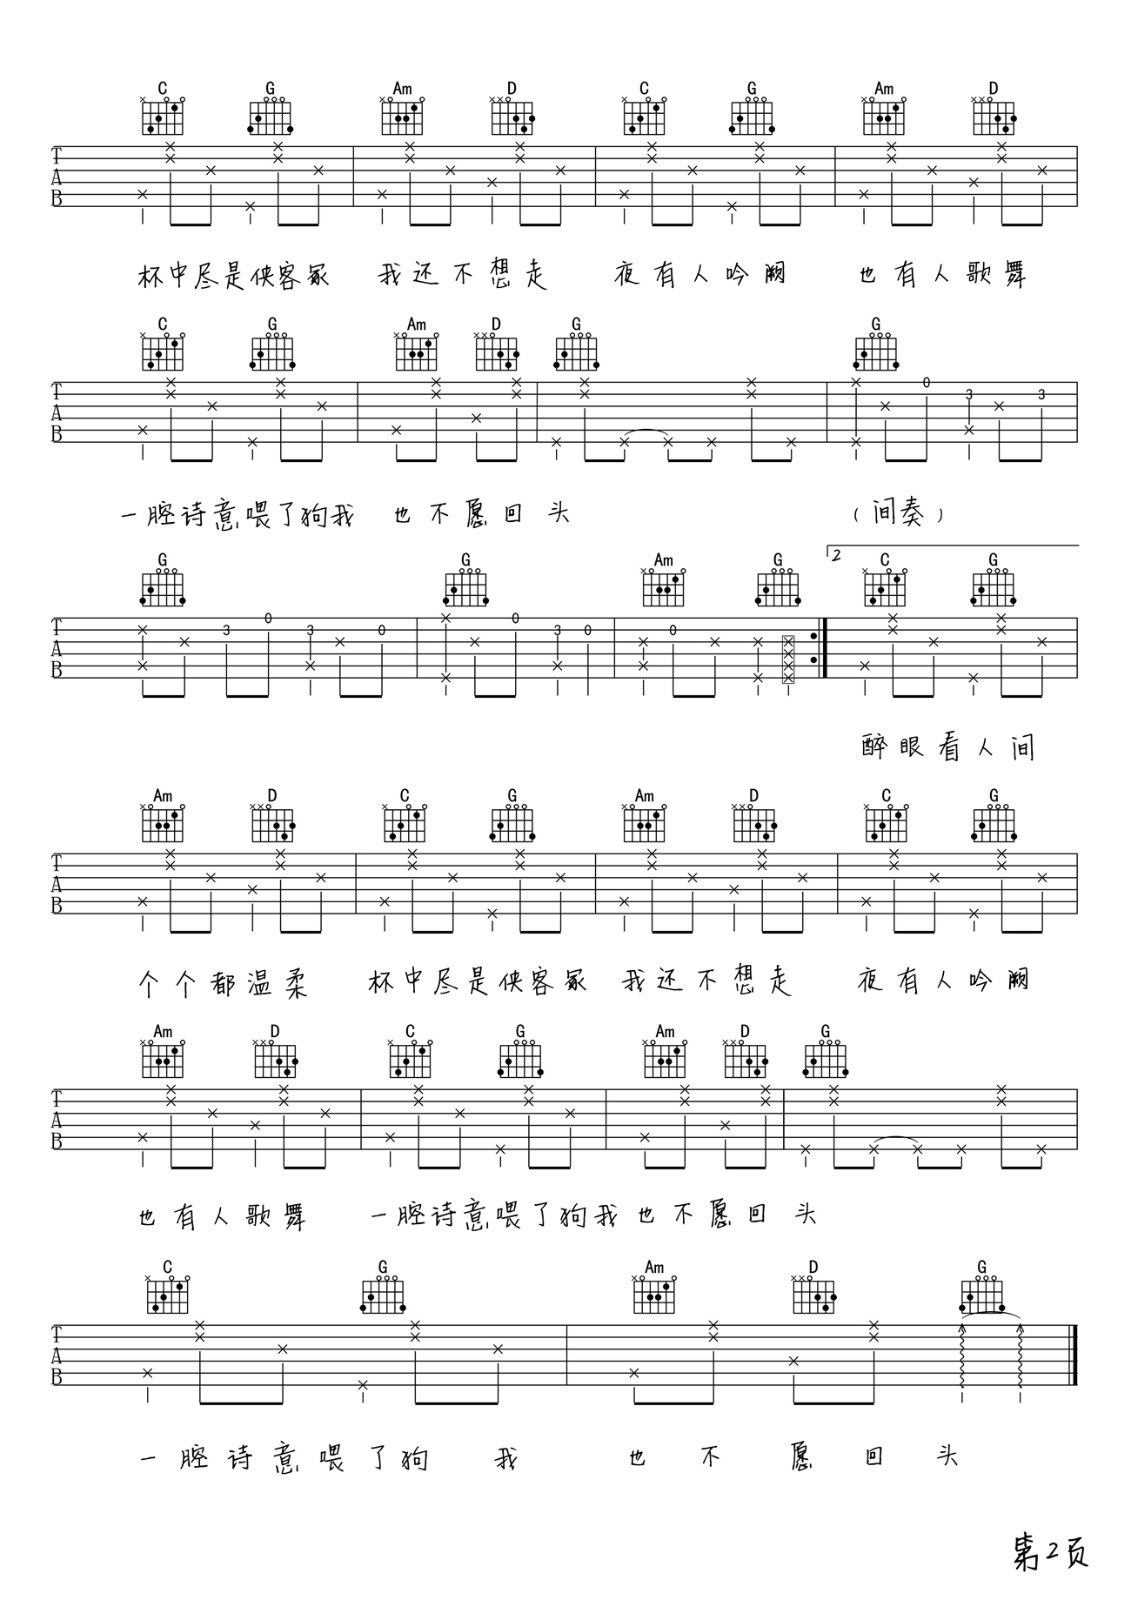 C G Am D C G Am D
杯中尽是侠客冢 我还不想走 夜有人吟阙 也有人歌舞
C G Am D G G
0 3 3
一腔诗意喂了狗我 也不愿回头 (间奏)
G G Am G 2 C G
3 0 3 0 0 3 0 0
醉眼看人间
Am D C G Am D C G
个个都温柔 杯中尽是侠客冢 我还不想走 夜有人吟阙
Am D C G Am D G
也有人歌舞 一腔诗意喂了狗我也不愿回头
C G Am D G
一腔诗意喂了狗 我 也不愿回头
第2页